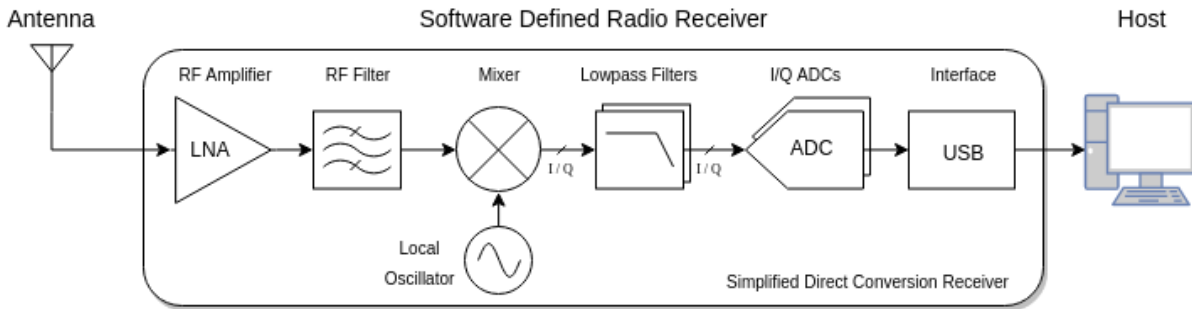 Antenna
Software Defined Radio Receiver
Host
RF Amplifier
RF Filter
Mixer
Lowpass Filters
I/Q ADCs
Interface
LNA
I / Q
I / Q
ADC
USB
Local
Oscillator
Simplified Direct Conversion Receiver